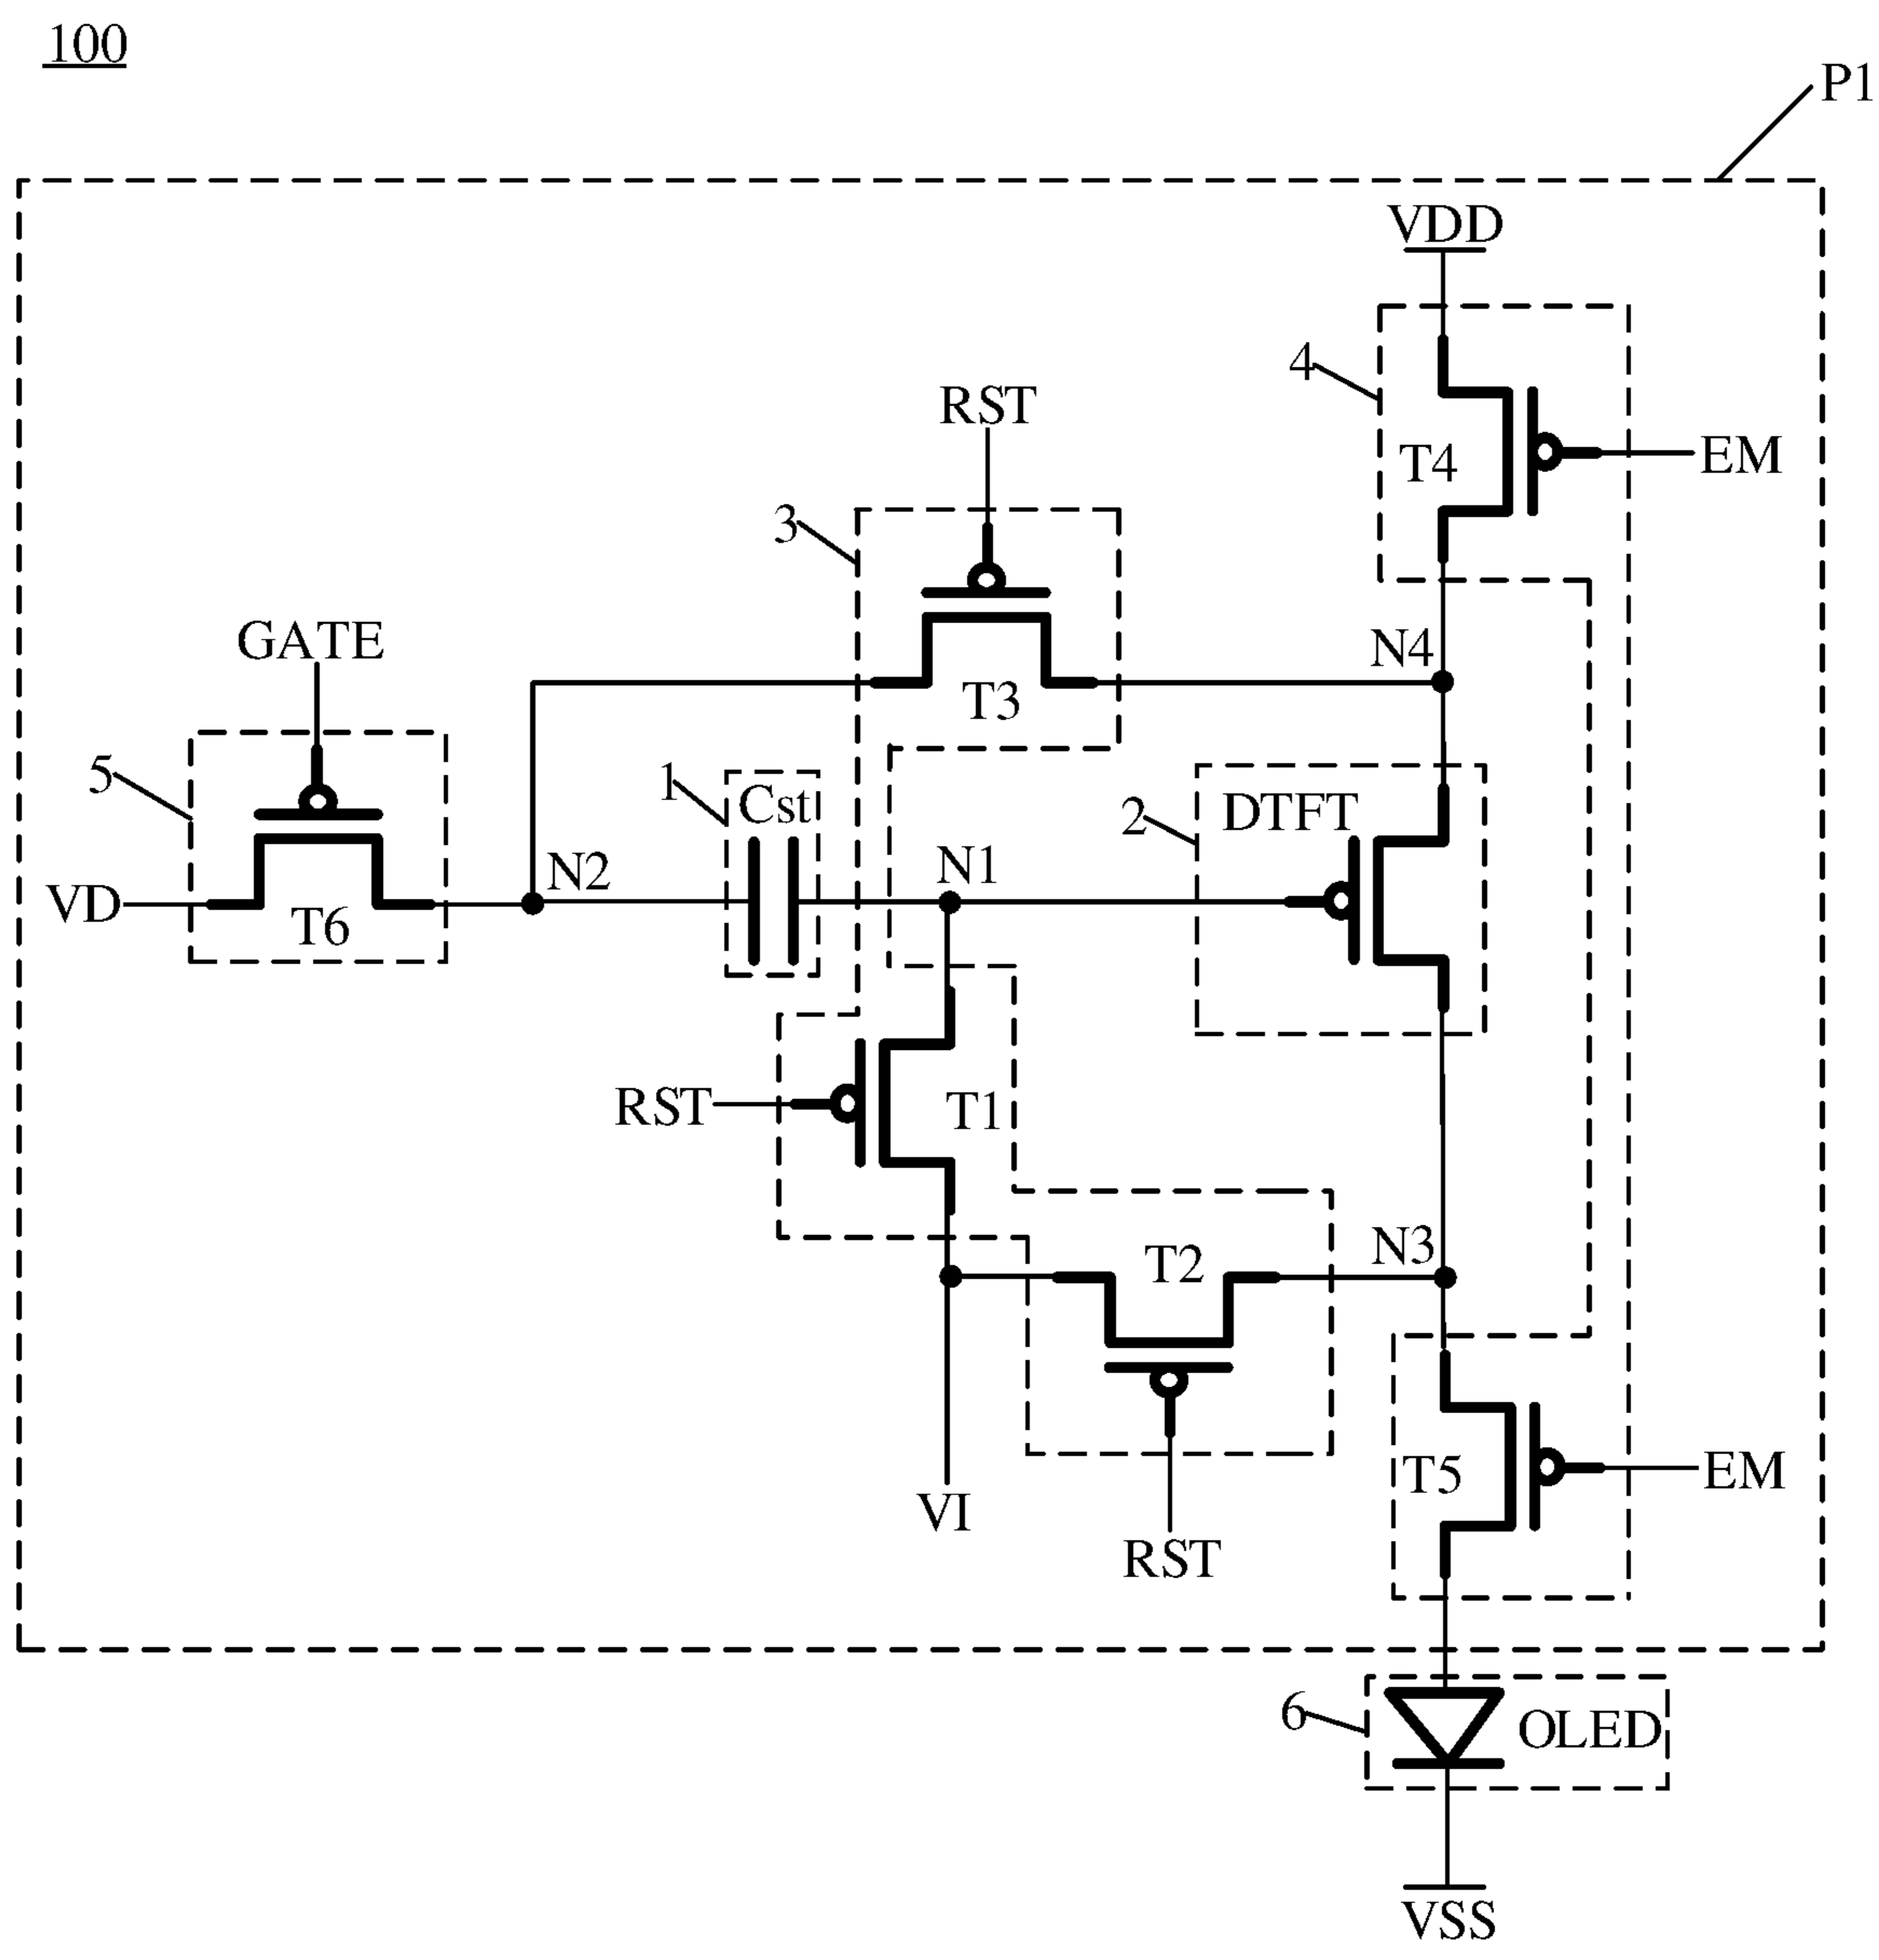 100
P1
VDD
4
RST
T4
EM
3
GATE
N4
T3
5
1
Cst
2
DTFT
N2
N1
VD
T6
RST
T1
N3
T2
T5
EM
VI
RST
6
OLED
VSS